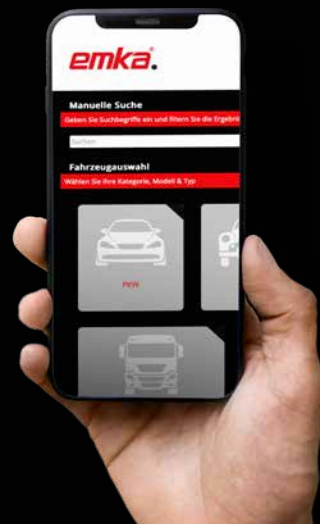 emka.
Manuelle Suche
Geben Sie Suchbegriffe ein und filtern Sie die Ergebni
Suchen
Fahrzeugauswahl
Wählen Sie Ihre Kategorie, Modell & Typ
PKW